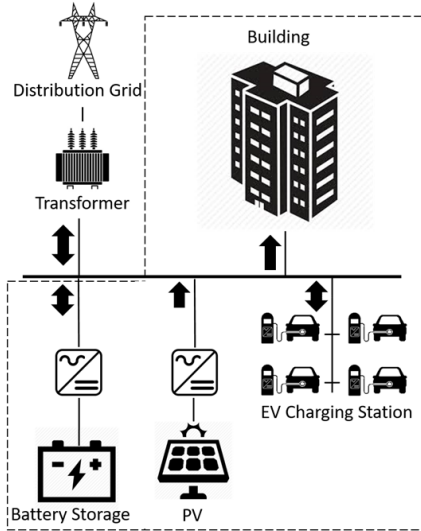 Building
Distribution Grid
Transformer
EV Charging Station
Battery Storage
PV